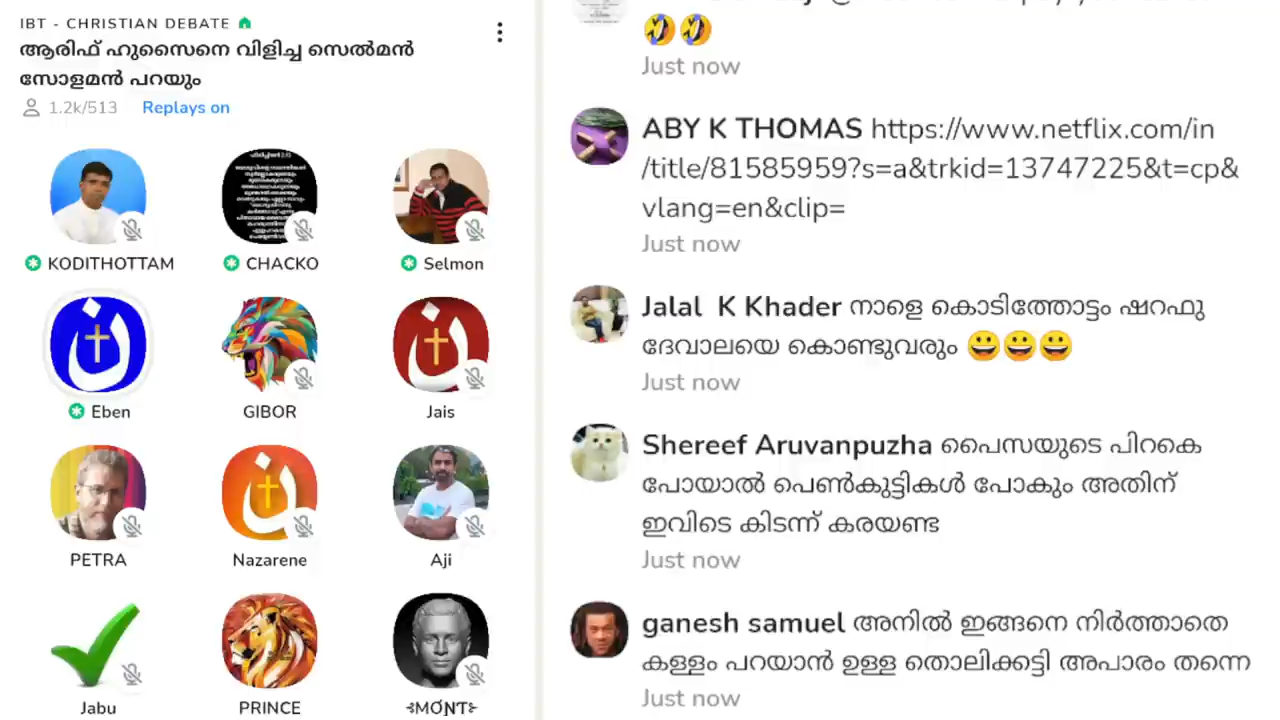 IBT - CHRISTIAN DEBATE
ആരിഫ് ഹുസൈനെ വിളിച്ച സെൽമൻ
സോളമൻ പറയും
1.2k/513 Replays on
KODITHOTTAM CHACKO Selmon
Eben GIBOR Jais
PETRA Nazarene Aji
Jabu PRINCE ⊰MƠƝT⊱
Just now
ABY K THOMAS https://www.netflix.com/in
/title/81585959?s=a&trkid=13747225&t=cp&
vlang=en&clip=
Just now
Jalal K Khader നാളെ കൊടിത്തോട്ടം ഷറഫു
ദേവാലയെ കൊണ്ടുവരും 😀😀😀
Just now
Shereef Aruvanpuzha പൈസയുടെ പിറകെ
പോയാൽ പെൺകുട്ടികൾ പോകും അതിന്
ഇവിടെ കിടന്ന് കരയണ്ട
Just now
ganesh samuel അനിൽ ഇങ്ങനെ നിർത്താതെ
കള്ളം പറയാൻ ഉള്ള തൊലിക്കട്ടി അപാരം തന്നെ
Just now